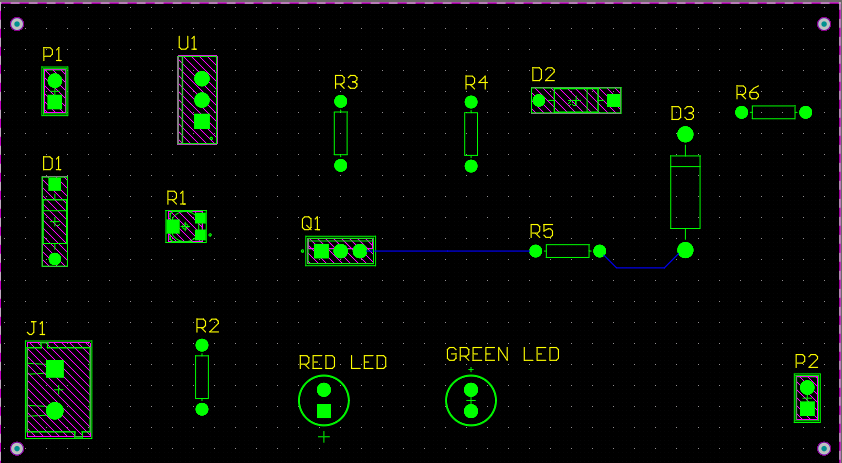 U1
P1
R3
R4
D2
R6
D3
D1
R1
Q1
R5
J1
R2
RED LED
GREEN LED
P2